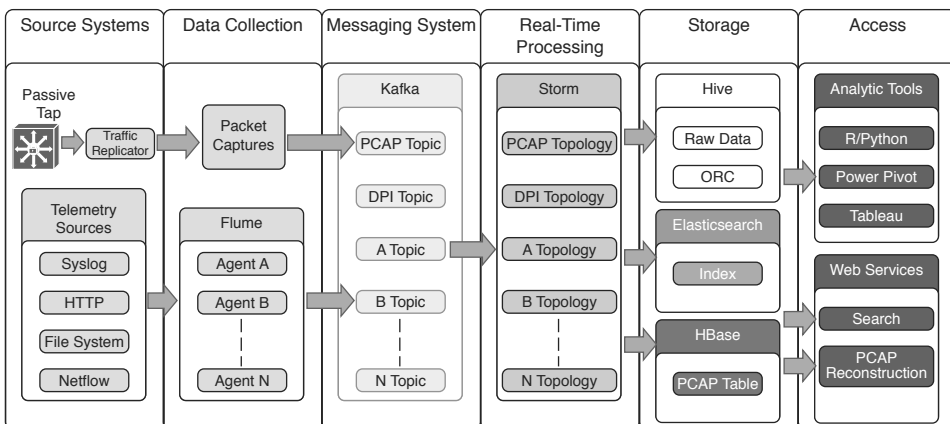 Source Systems
Passive
Tap
Traffic
Replicator
Telemetry
Sources
Syslog
HTTP
File System
Netflow
Data Collection
Packet
Captures
Flume
Agent A
Agent B
Agent N
Messaging System
Kafka
PCAP Topic
DPI Topic
A Topic
B Topic
N Topic
Real-Time
Processing
Storm
PCAP Topology
DPI Topology
A Topology
B Topology
N Topology
Storage
Hive
Raw Data
ORC
Elasticsearch
Index
HBase
PCAP Table
Access
Analytic Tools
R/Python
Power Pivot
Tableau
Web Services
Search
PCAP
Reconstruction